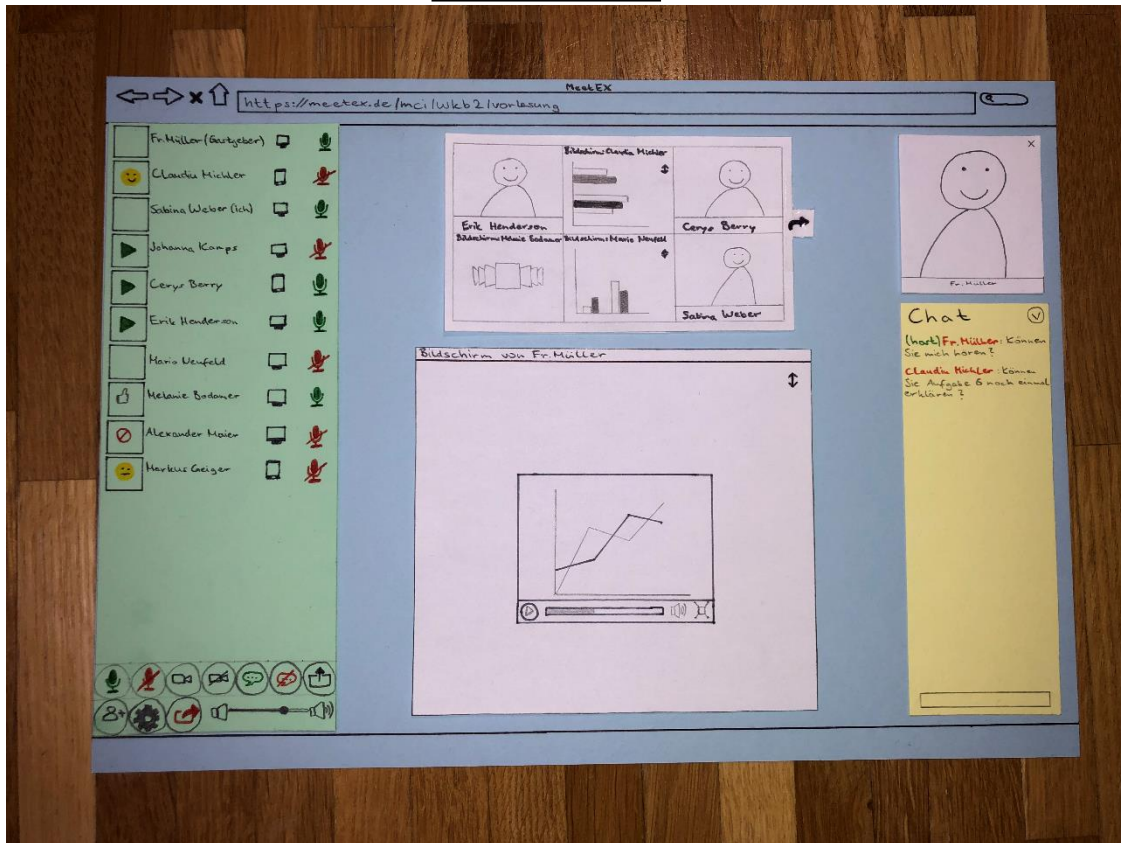 MeetEX
https://meetex.de/mci/wkb2/vorlesung
Fr. Müller (Gastgeber)
Claudia Michler
Sabina Weber (ich)
Johanna Kamps
Cerys Berry
Erik Henderson
Mario Neufeld
Melanie Bodamer
Alexander Maier
Markus Geiger
Bildschirm: Claudia Michler
Erik Henderson
Cerys Berry
Bildschirm: Melanie Bodamer
Bildschirm: Mario Neufeld
Sabina Weber
Bildschirm von Fr. Müller
x
Fr. Müller
Chat
(host) Fr. Müller: Können
Sie mich hören?
Claudia Michler: Können
Sie Aufgabe 6 noch einmal
erklären?